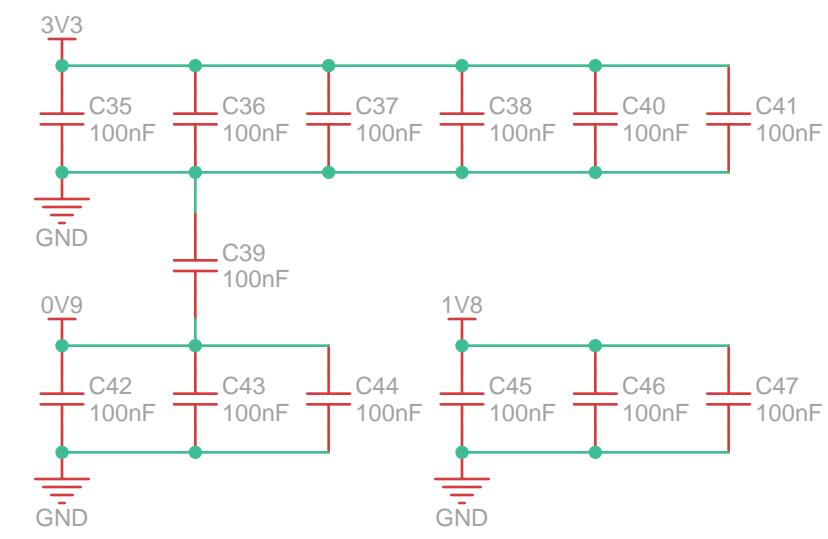 3V3
C35
100nF
C36
100nF
C37
100nF
C38
100nF
C40
100nF
C41
100nF
GND
C39
100nF
0V9
1V8
C42
100nF
C43
100nF
C44
100nF
C45
100nF
C46
100nF
C47
100nF
GND
GND